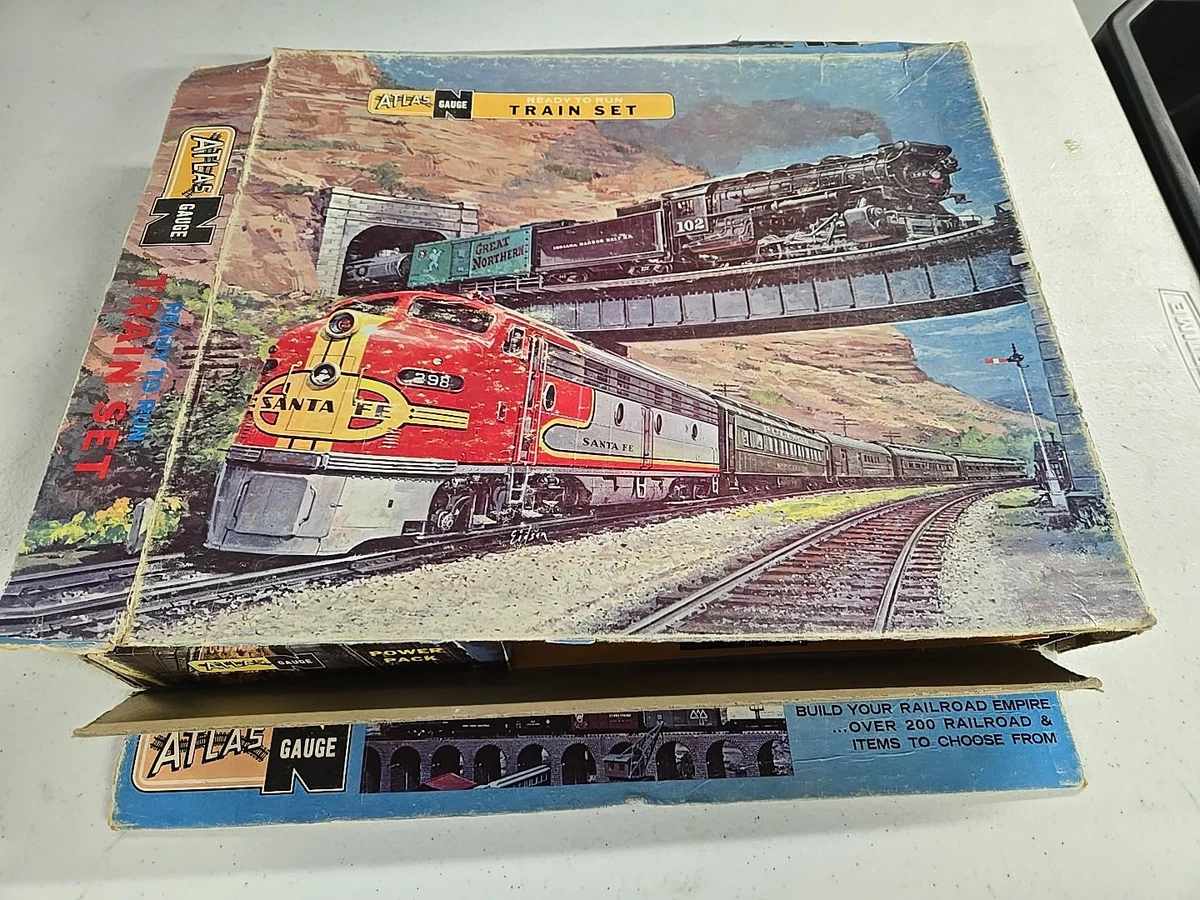 ATLAS N GAUGE READY TO RUN
TRAIN SET
ATLAS
N GAUGE
READY TO RUN
TRAIN SET
102
INDIANA HARBOR BELT R.R.
GREAT
NORTHERN
298
SANTA FE
SANTA FE
PULLMAN
ATLAS N GAUGE
POWER
PACK
ATLAS N GAUGE
BUILD YOUR RAILROAD EMPIRE
...OVER 200 RAILROAD &
ITEMS TO CHOOSE FROM